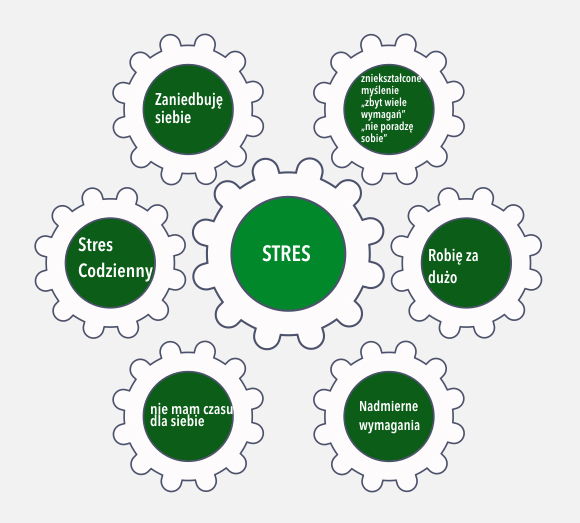 Zaniedbuję
siebie
zniekształcone
myślenie
„zbyt wiele
wymagań”
„nie poradzę
sobie”
Stres
Codzienny
STRES
Robię za
dużo
nie mam czasu
dla siebie
Nadmierne
wymagania